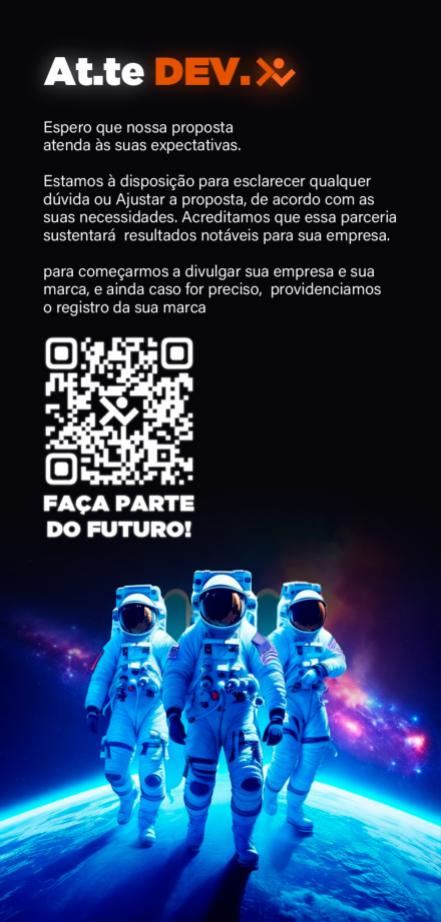 At.te DEV.
Espero que nossa proposta
atenda às suas expectativas.
Estamos à disposição para esclarecer qualquer
dúvida ou Ajustar a proposta, de acordo com as
suas necessidades. Acreditamos que essa parceria
sustentará  resultados notáveis para sua empresa.
para começarmos a divulgar sua empresa e sua
marca, e ainda caso for preciso,  providenciamos
o registro da sua marca
FAÇA PARTE
DO FUTURO!